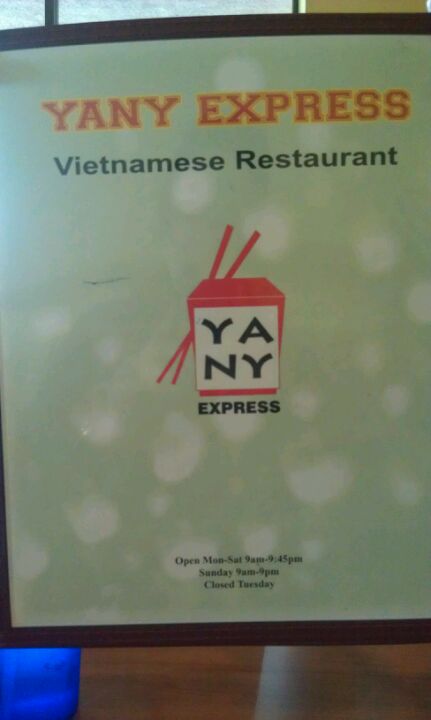 YANY EXPRESS
Vietnamese Restaurant
YA
NY
EXPRESS
Open Mon-Sat 9am-9:45pm
Sunday 9am-9pm
Closed Tuesday